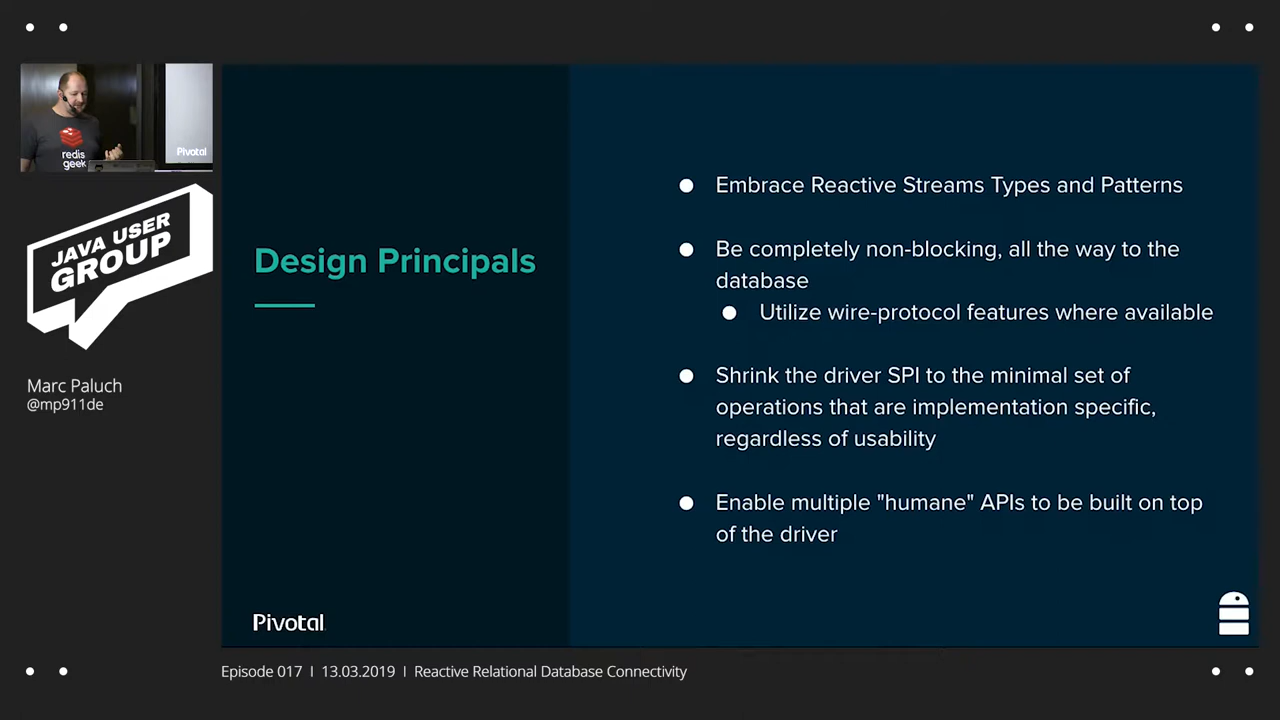 redis
geek
Pivotal
JAVA USER
GROUP
Marc Paluch
@mp911de
Design Principals
● Embrace Reactive Streams Types and Patterns
● Be completely non-blocking, all the way to the
database
● Utilize wire-protocol features where available
● Shrink the driver SPI to the minimal set of
operations that are implementation specific,
regardless of usability
● Enable multiple "humane" APIs to be built on top
of the driver
Pivotal
Episode 017 I 13.03.2019 I Reactive Relational Database Connectivity